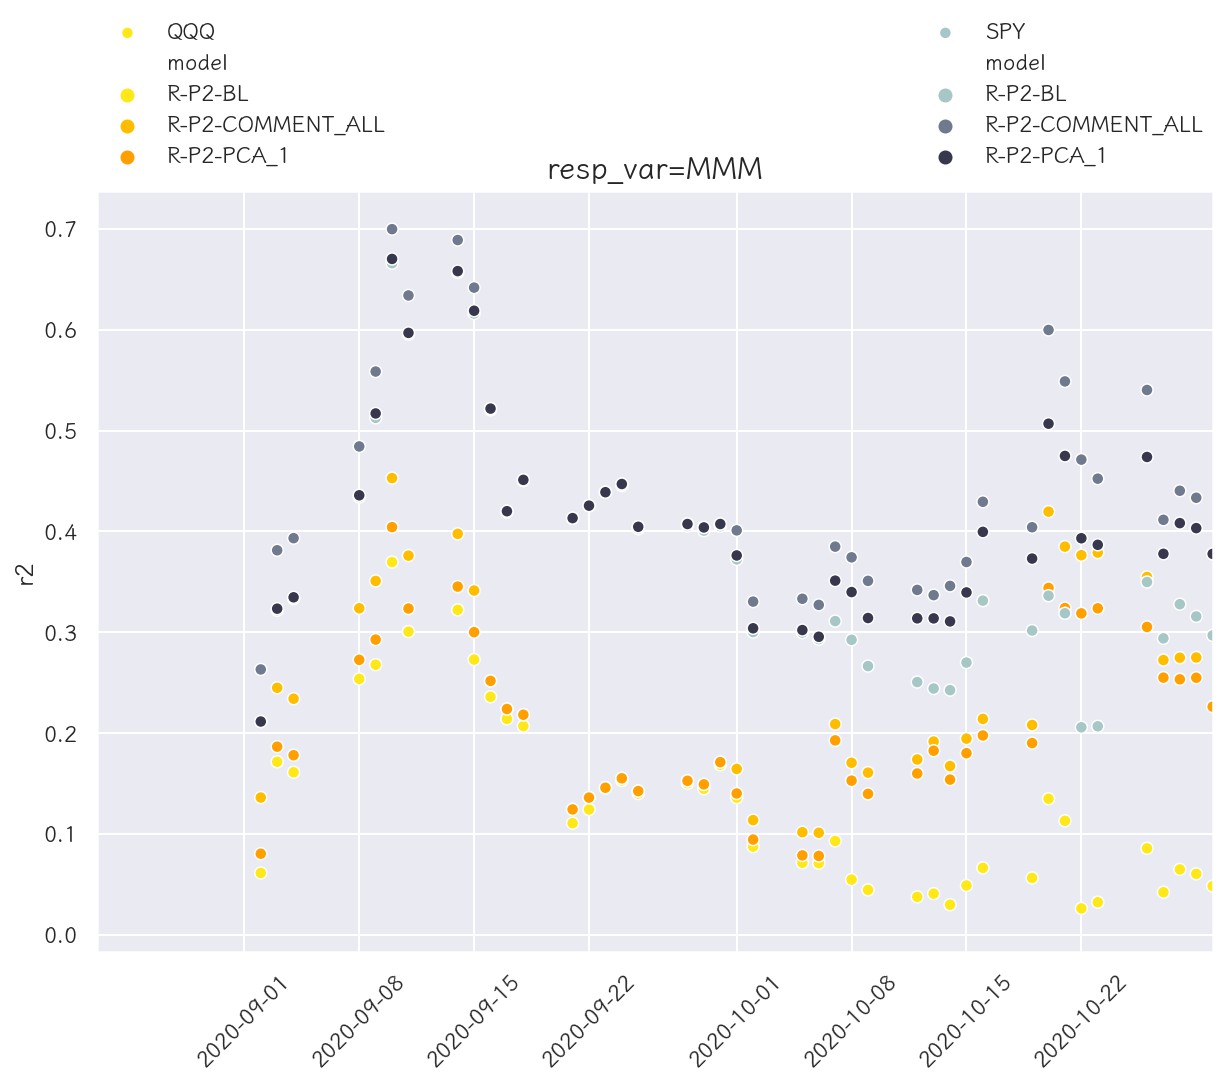 QQQ
model
R-P2-BL
R-P2-COMMENT_ALL
R-P2-PCA_1
SPY
model
R-P2-BL
R-P2-COMMENT_ALL
R-P2-PCA_1
resp_var=MMM
r2
0.7
0.6
0.5
0.4
0.3
0.2
0.1
0.0
2020-09-01
2020-09-08
2020-09-15
2020-09-22
2020-10-01
2020-10-08
2020-10-15
2020-10-22